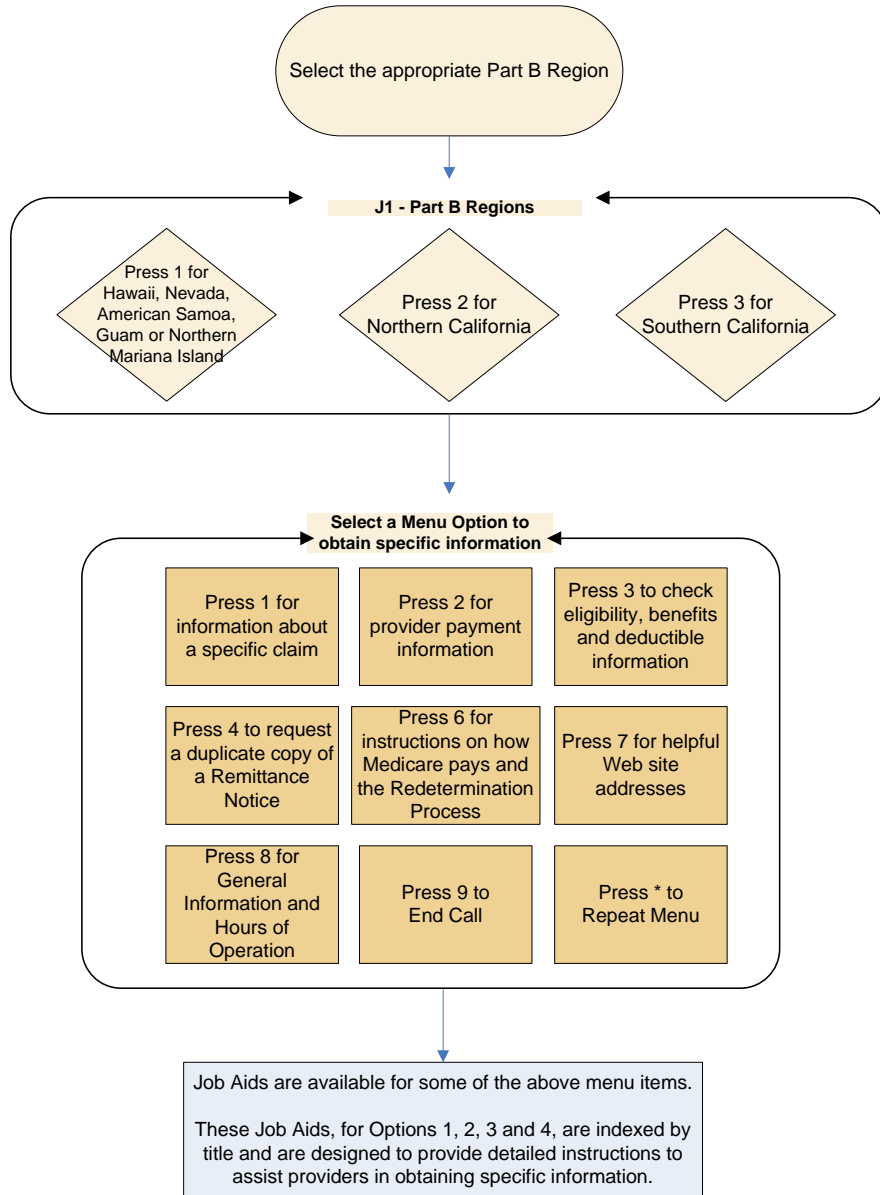 Select the appropriate Part B Region
J1 - Part B Regions
Press 1 for
Hawaii, Nevada,
American Samoa,
Guam or Northern
Mariana Island
Press 2 for
Northern California
Press 3 for
Southern California
Select a Menu Option to
obtain specific information
Press 1 for
information about
a specific claim
Press 2 for
provider payment
information
Press 3 to check
eligibility, benefits
and deductible
information
Press 4 to request
a duplicate copy of
a Remittance
Notice
Press 6 for
instructions on how
Medicare pays and
the Redetermination
Process
Press 7 for helpful
Web site
addresses
Press 8 for
General
Information and
Hours of
Operation
Press 9 to
End Call
Press * to
Repeat Menu
Job Aids are available for some of the above menu items.
These Job Aids, for Options 1, 2, 3 and 4, are indexed by
title and are designed to provide detailed instructions to
assist providers in obtaining specific information.